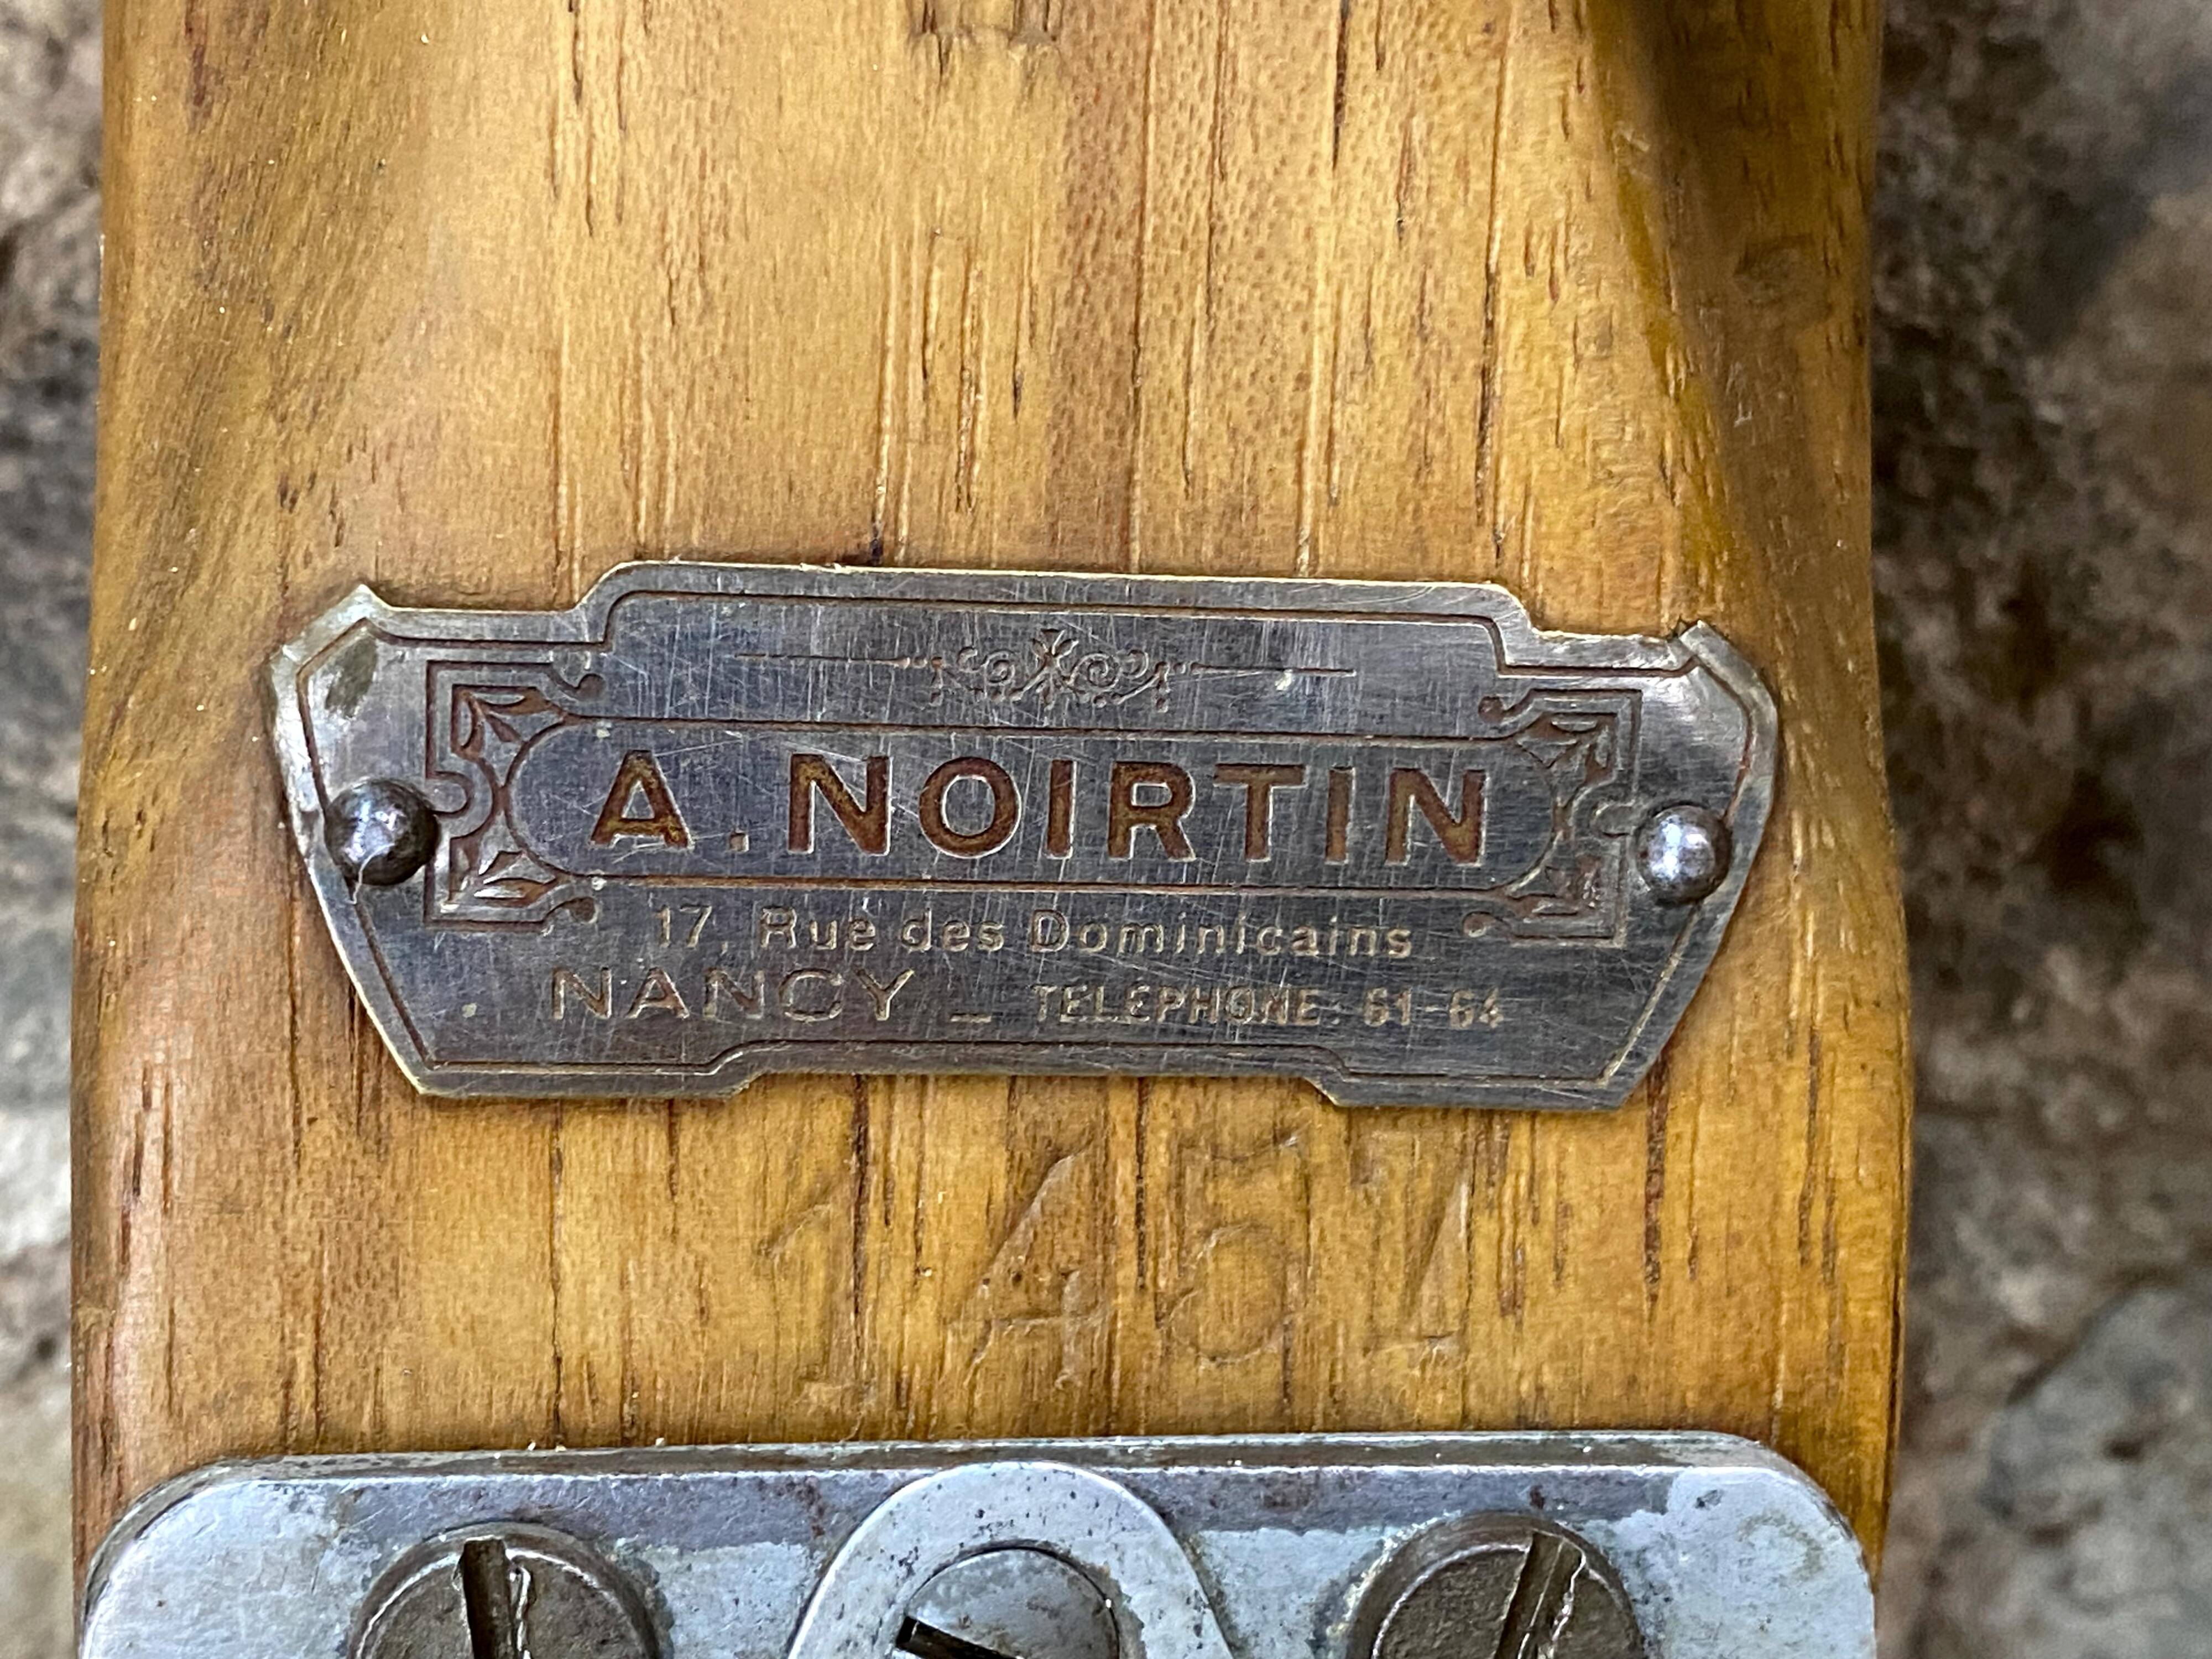 A. NOIRTIN
17, Rue des Dominicains
NANCY _ TELEPHONE: 61-64
1457